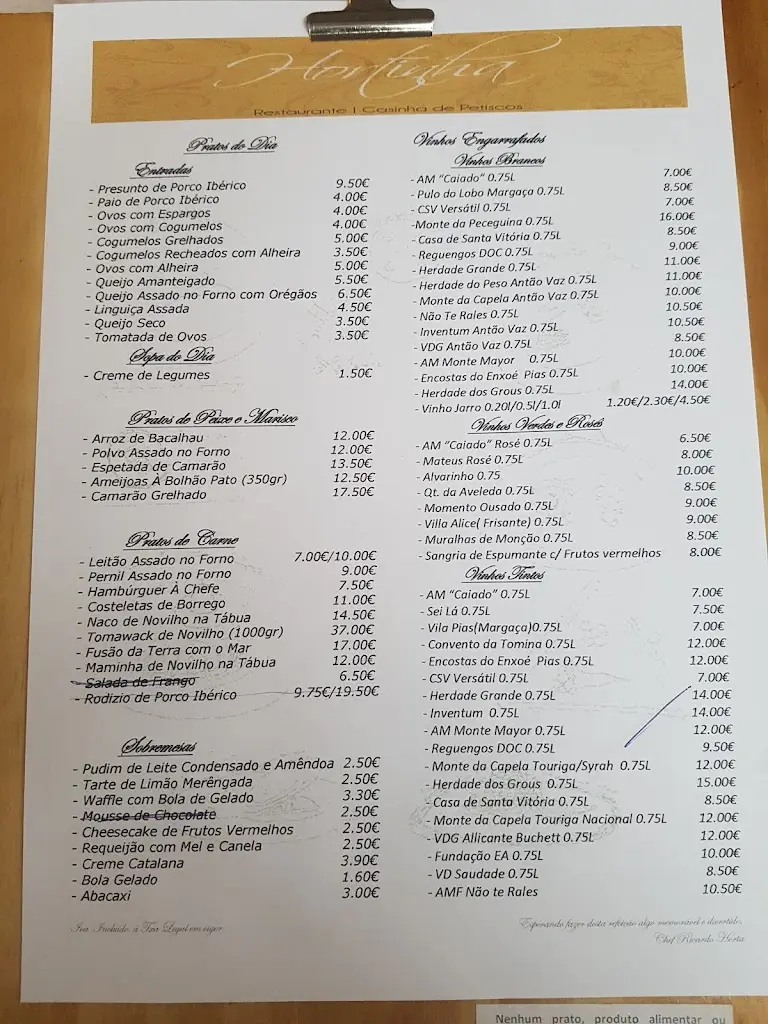 Hortinha
Restaurante | Casinha de Petiscos
Pratos do Dia
Entradas
- Presunto de Porco Ibérico 9.50€
- Paio de Porco Ibérico 4.00€
- Ovos com Espargos 4.00€
- Ovos com Cogumelos 4.00€
- Cogumelos Grelhados 5.00€
- Cogumelos Recheados com Alheira 3.50€
- Ovos com Alheira 5.00€
- Queijo Amanteigado 5.50€
- Queijo Assado no Forno com Orégãos 6.50€
- Linguiça Assada 4.50€
- Queijo Seco 3.50€
- Tomatada de Ovos 3.50€
Sopa do Dia
- Creme de Legumes 1.50€
Pratos de Peixe e Marisco
- Arroz de Bacalhau 12.00€
- Polvo Assado no Forno 12.00€
- Espetada de Camarão 13.50€
- Ameijoas À Bolhão Pato (350gr) 12.50€
- Camarão Grelhado 17.50€
Pratos de Carne
- Leitão Assado no Forno 7.00€/10.00€
- Pernil Assado no Forno 9.00€
- Hambúrguer À Chefe 7.50€
- Costeletas de Borrego 11.00€
- Naco de Novilho na Tábua 14.50€
- Tomawack de Novilho (1000gr) 37.00€
- Fusão da Terra com o Mar 17.00€
- Maminha de Novilho na Tábua 12.00€
- Salada de Frango 6.50€
- Rodizio de Porco Ibérico 9.75€/19.50€
Sobremesas
- Pudim de Leite Condensado e Amêndoa 2.50€
- Tarte de Limão Merêngada 2.50€
- Waffle com Bola de Gelado 3.30€
- Mousse de Chocolate 2.50€
- Cheesecake de Frutos Vermelhos 2.50€
- Requeijão com Mel e Canela 2.50€
- Creme Catalana 3.90€
- Bola Gelado 1.60€
- Abacaxi 3.00€
Iva Incluído à Taxa Legal em vigor
Vinhos Engarrafados
Vinhos Brancos
- AM “Caiado” 0.75L 7.00€
- Pulo do Lobo Margaça 0.75L 8.50€
- CSV Versátil 0.75L 7.00€
-Monte da Peceguina 0.75L 16.00€
- Casa de Santa Vitória 0.75L 8.50€
- Reguengos DOC 0.75L 9.00€
- Herdade Grande 0.75L 11.00€
- Herdade do Peso Antão Vaz 0.75L 11.00€
- Monte da Capela Antão Vaz 0.75L 10.00€
- Não Te Rales 0.75L 10.50€
- Inventum Antão Vaz 0.75L 10.50€
- VDG Antão Vaz 0.75L 8.50€
- AM Monte Mayor 0.75L 10.00€
- Encostas do Enxoé Pias 0.75L 10.00€
- Herdade dos Grous 0.75L 14.00€
- Vinho Jarro 0.20l/0.5l/1.0l 1.20€/2.30€/4.50€
Vinhos Verdes e Rosés
- AM “Caiado” Rosé 0.75L 6.50€
- Mateus Rosé 0.75L 8.00€
- Alvarinho 0.75 10.00€
- Qt. da Aveleda 0.75L 8.50€
- Momento Ousado 0.75L 9.00€
- Villa Alice( Frisante) 0.75L 9.00€
- Muralhas de Monção 0.75L 8.50€
- Sangria de Espumante c/ Frutos vermelhos 8.00€
Vinhos Tintos
- AM “Caiado” 0.75L 7.00€
- Sei Lá 0.75L 7.50€
- Vila Pias(Margaça)0.75L 7.00€
- Convento da Tomina 0.75L 12.00€
- Encostas do Enxoé Pias 0.75L 12.00€
- CSV Versátil 0.75L 7.00€
- Herdade Grande 0.75L 14.00€
- Inventum 0.75L 14.00€
- AM Monte Mayor 0.75L 12.00€
- Reguengos DOC 0.75L 9.50€
- Monte da Capela Touriga/Syrah 0.75L 12.00€
- Herdade dos Grous 0.75L 15.00€
- Casa de Santa Vitória 0.75L 8.50€
- Monte da Capela Touriga Nacional 0.75L 12.00€
- VDG Allicante Buchett 0.75L 12.00€
- Fundação EA 0.75L 10.00€
- VD Saudade 0.75L 8.50€
- AMF Não te Rales 10.50€
Esperando fazer desta refeição algo memorável e divertido.
Chef Ricardo Horta
Nenhum prato, produto alimentar ou